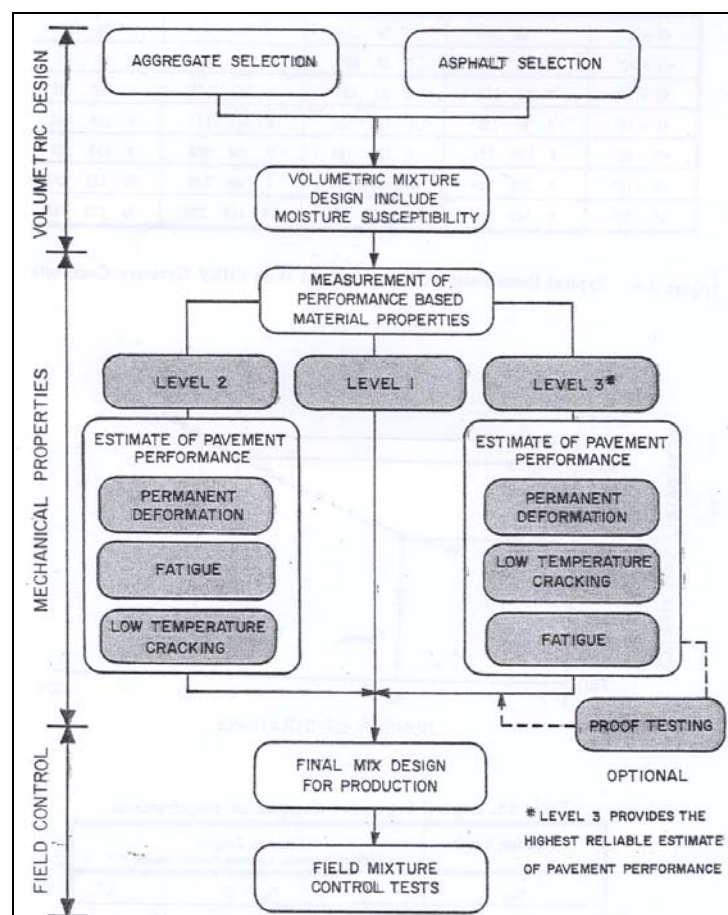 AGGREGATE SELECTION
ASPHALT SELECTION
VOLUMETRIC DESIGN
VOLUMETRIC MIXTURE
DESIGN INCLUDE
MOISTURE SUSCEPTIBILITY
MECHANICAL PROPERTIES
MEASUREMENT OF
PERFORMANCE BASED
MATERIAL PROPERTIES
LEVEL 2
LEVEL 1
LEVEL 3*
ESTIMATE OF PAVEMENT
PERFORMANCE
PERMANENT
DEFORMATION
FATIGUE
LOW TEMPERATURE
CRACKING
ESTIMATE OF PAVEMENT
PERFORMANCE
PERMANENT
DEFORMATION
LOW TEMPERATURE
CRACKING
FATIGUE
PROOF TESTING
OPTIONAL
FIELD CONTROL
FINAL MIX DESIGN
FOR PRODUCTION
FIELD MIXTURE
CONTROL TESTS
* LEVEL 3 PROVIDES THE
HIGHEST RELIABLE ESTIMATE
OF PAVEMENT PERFORMANCE